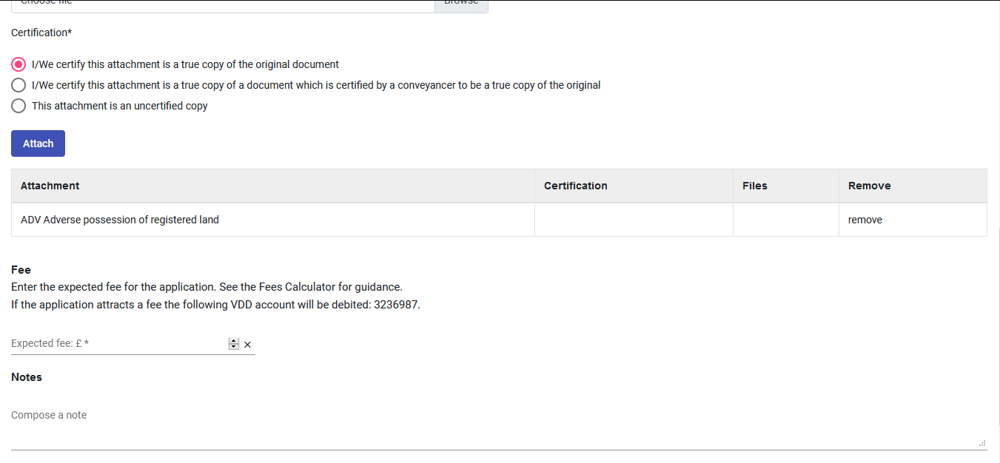 Choose file Browse
Certification*
I/We certify this attachment is a true copy of the original document
I/We certify this attachment is a true copy of a document which is certified by a conveyancer to be a true copy of the original
This attachment is an uncertified copy
Attach
Attachment Certification Files Remove
ADV Adverse possession of registered land remove
Fee
Enter the expected fee for the application. See the Fees Calculator for guidance.
If the application attracts a fee the following VDD account will be debited: 3236987.
Expected fee: £ *
Notes
Compose a note